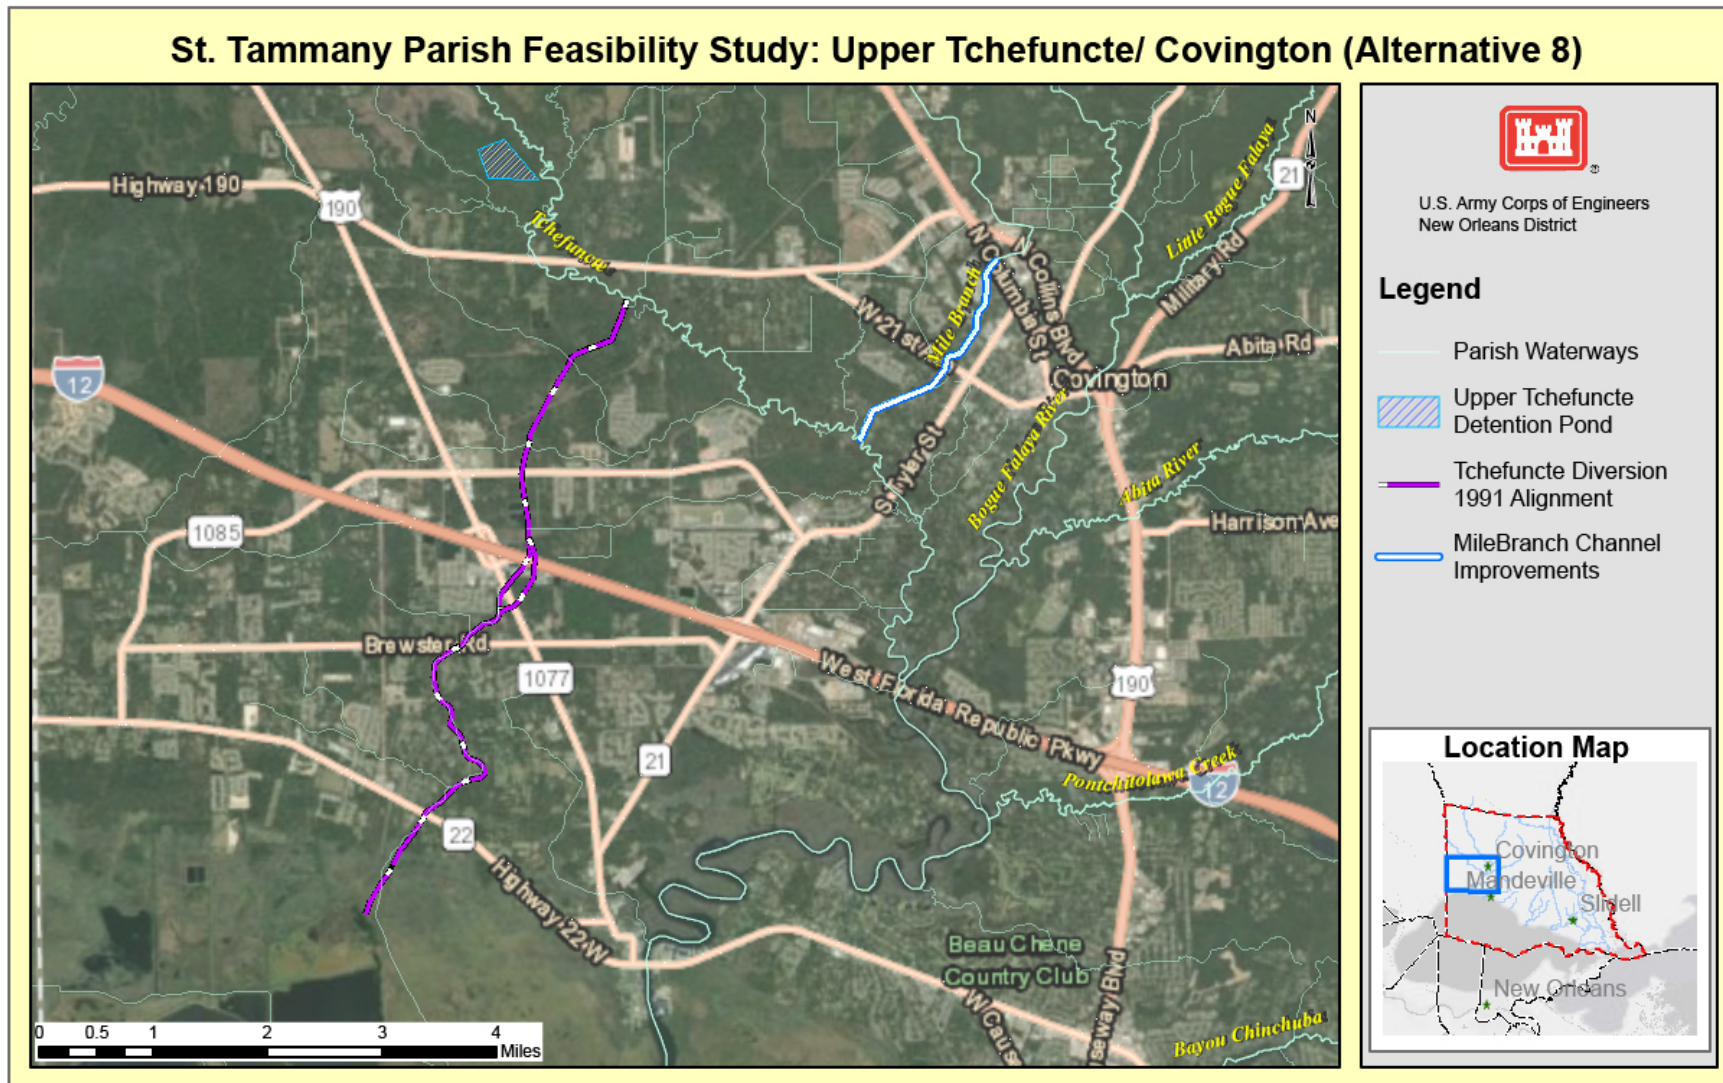 St. Tammany Parish Feasibility Study: Upper Tchefuncte/ Covington (Alternative 8)
Highway 190
190
Tchefuncte
N
21
Little Bogue Falaya
Military Rd
N Collins Blvd
N Columbia St
Mile Branch
W 21st
Abita Rd
Covington
12
S Tyler St
Bogue Falaya River
Abita River
Harrison Ave
1085
Brewster Rd
1077
190
West Florida Republic Pkwy
21
Pontchitolawa Creek
12
22
Highway 22 W
Beau Chene
Country Club
W Caus
seway Blvd
Bayou Chinchuba
0 0.5 1 2 3 4
Miles
®
U.S. Army Corps of Engineers
New Orleans District
Legend
Parish Waterways
Upper Tchefuncte
Detention Pond
Tchefuncte Diversion
1991 Alignment
MileBranch Channel
Improvements
Location Map
Covington
Mandeville
Slidell
New Orleans